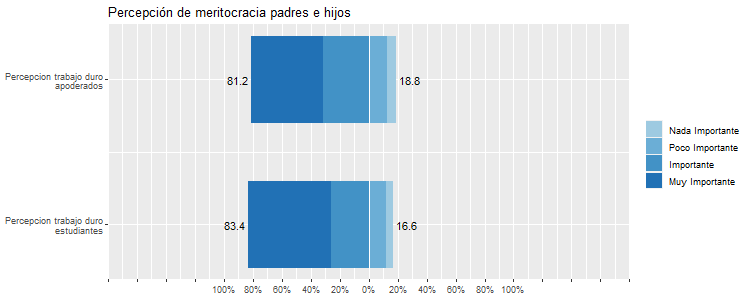 Percepción de meritocracia padres e hijos
Percepcion trabajo duro
apoderados
81.2
18.8
Percepcion trabajo duro
estudiantes
83.4
16.6
100% 80% 60% 40% 20% 0% 20% 40% 60% 80% 100%
Nada Importante
Poco Importante
Importante
Muy Importante